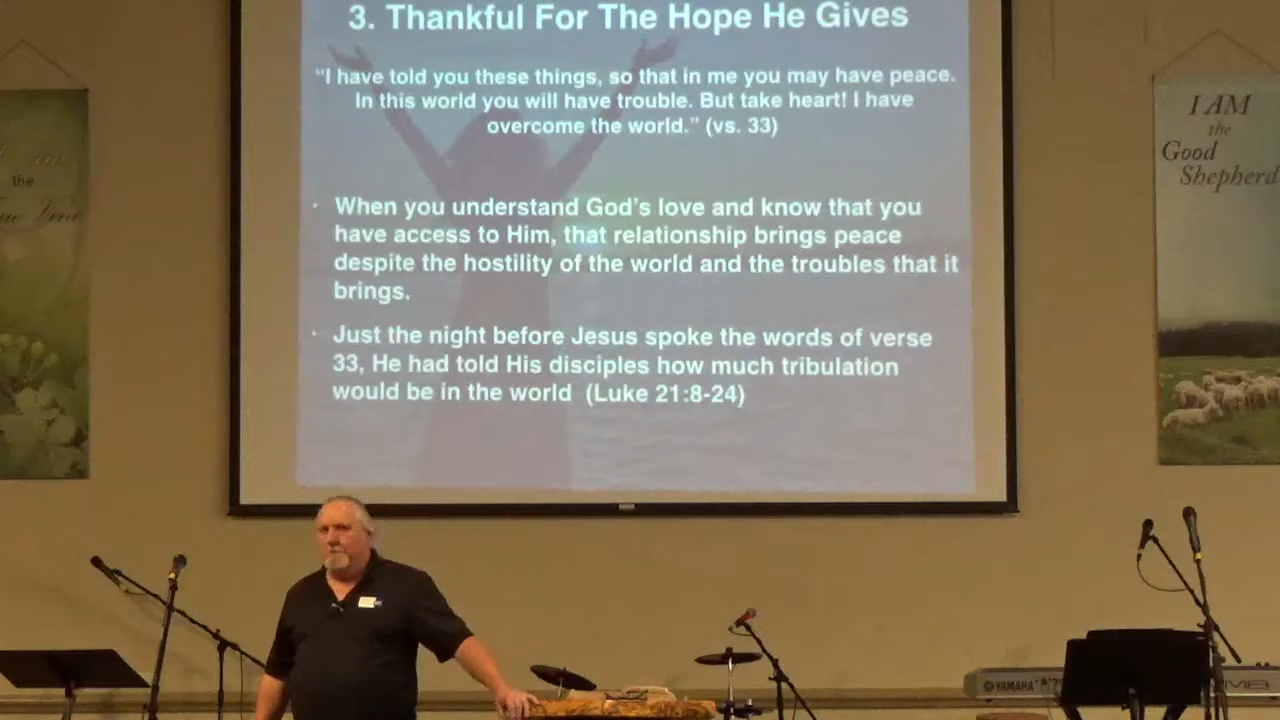 3. Thankful For The Hope He Gives
“I have told you these things, so that in me you may have peace.
In this world you will have trouble. But take heart! I have
overcome the world.” (vs. 33)
· When you understand God’s love and know that you
have access to Him, that relationship brings peace
despite the hostility of the world and the troubles that it
brings.
· Just the night before Jesus spoke the words of verse
33, He had told His disciples how much tribulation
would be in the world (Luke 21:8-24)
the
I AM
the
Good
Shepherd
YAMAHA